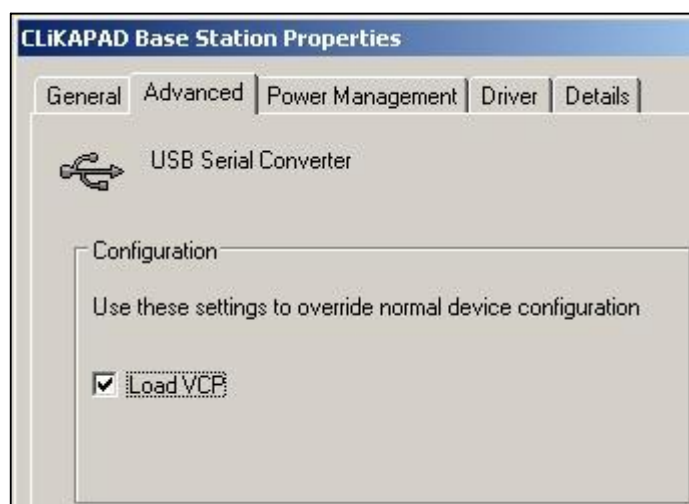 CLiKAPAD Base Station Properties
General Advanced Power Management Driver Details
USB Serial Converter
Configuration
Use these settings to override normal device configuration
Load VCP